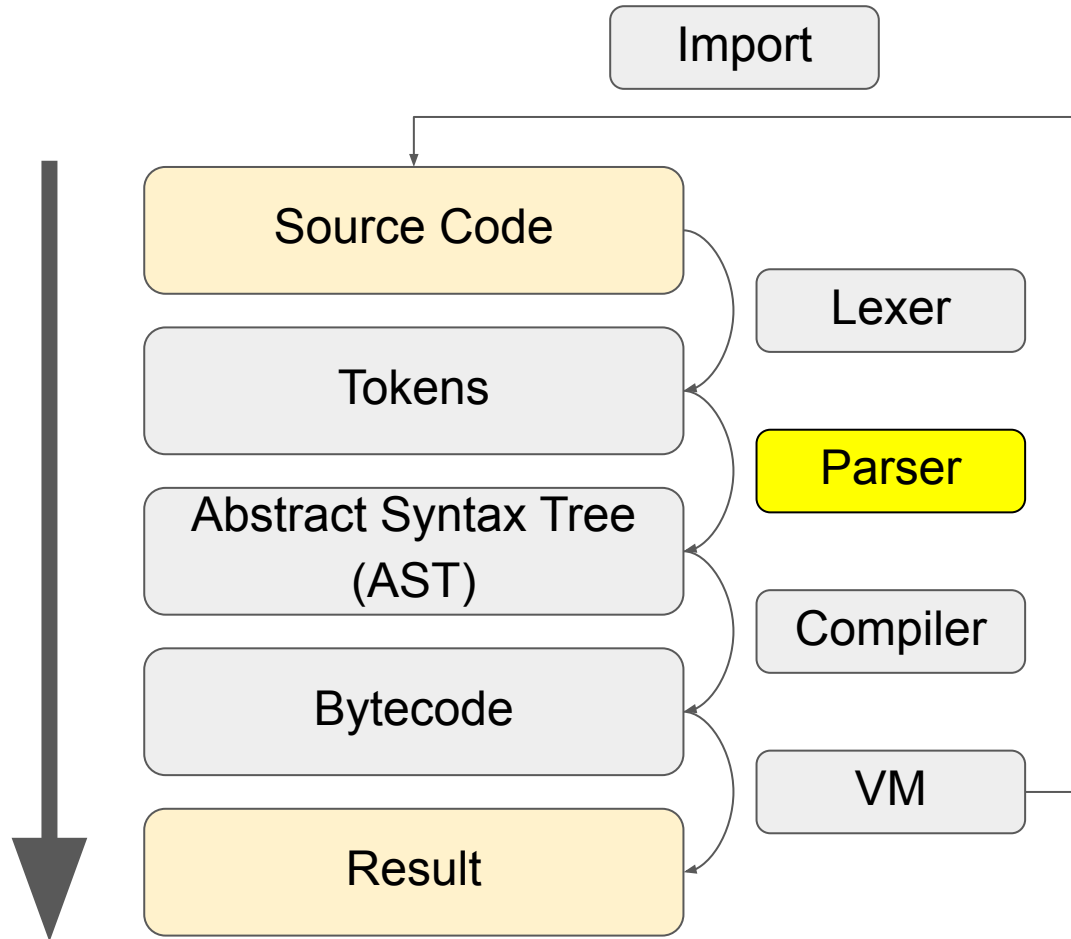 Import
Source Code
Lexer
Tokens
Parser
Abstract Syntax Tree
(AST)
Compiler
Bytecode
VM
Result